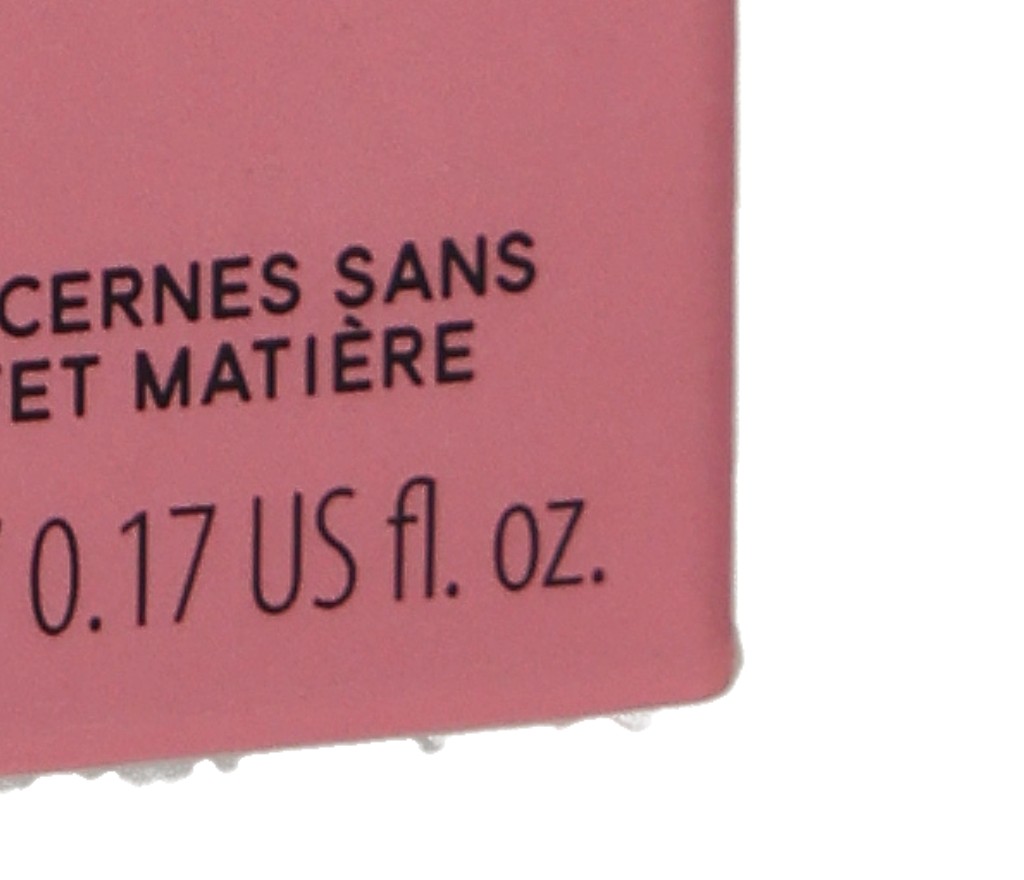 CERNES SANS
ET MATIÈRE
0.17 US fl. oz.